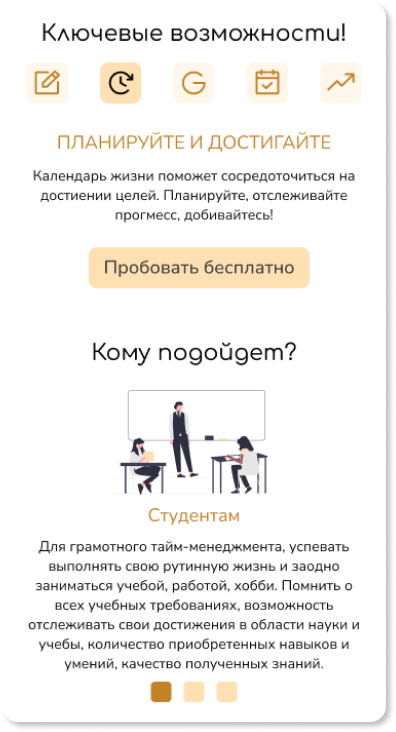 Ключевые возможности!
ПЛАНИРУЙТЕ И ДОСТИГАЙТЕ
Календарь жизни поможет сосредоточиться на
достиении целей. Планируйте, отслеживайте
прогмесс, добивайтесь!
Пробовать бесплатно
Кому подойдет?
Студентам
Для грамотного тайм-менеджмента, успевать
выполнять свою рутинную жизнь и заодно
заниматься учебой, работой, хобби. Помнить о
всех учебных требованиях, возможность
отслеживать свои достижения в области науки и
учебы, количество приобретенных навыков и
умений, качество полученных знаний.